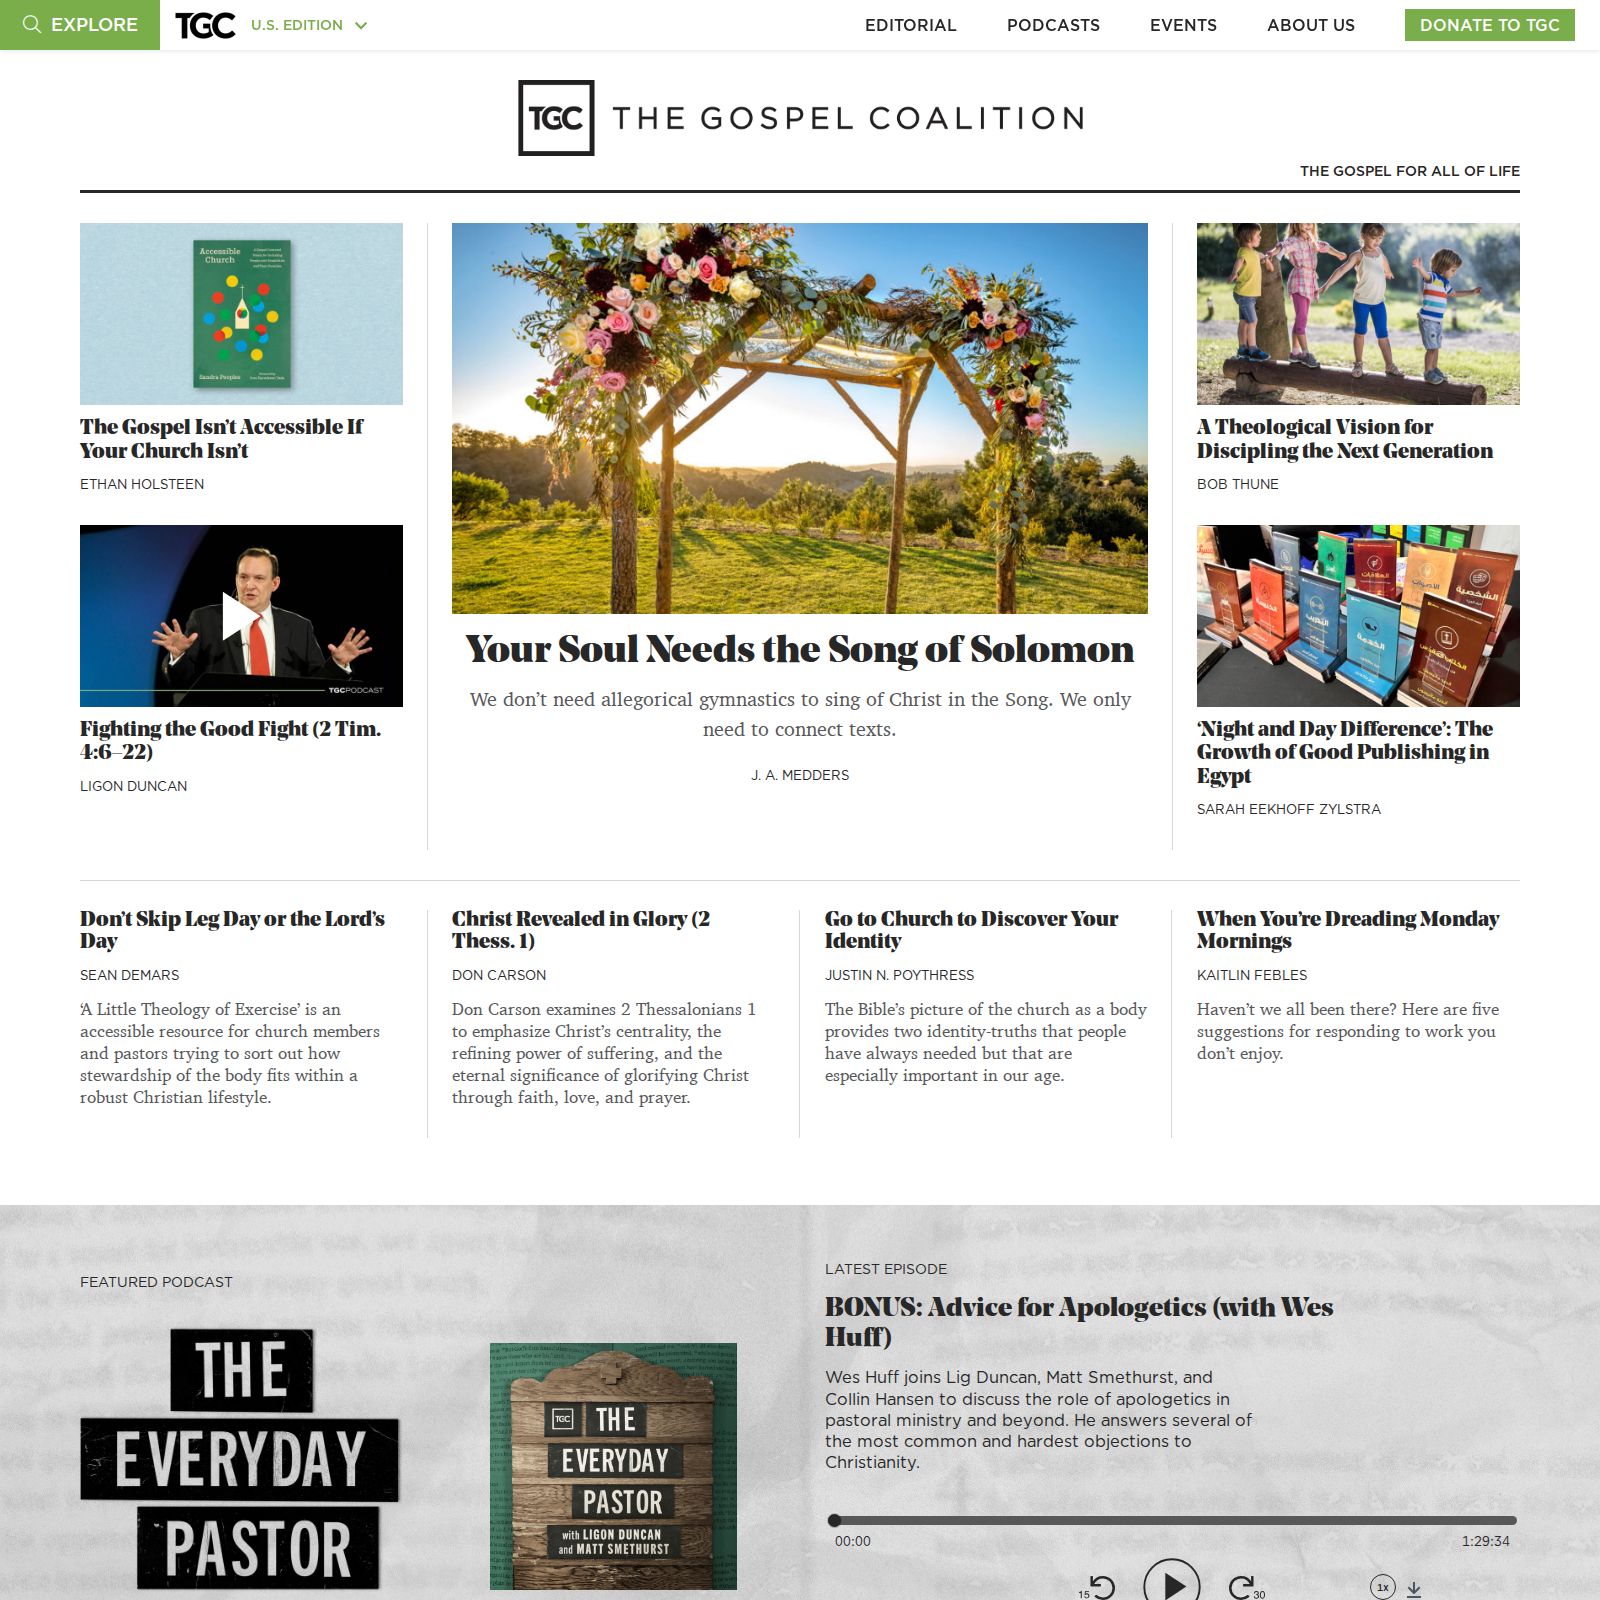 EXPLORE
TGC
U.S. EDITION
EDITORIAL
PODCASTS
EVENTS
ABOUT US
DONATE TO TGC
TGC THE GOSPEL COALITION
THE GOSPEL FOR ALL OF LIFE
Accessible
Church
Sandra Peoples
The Gospel Isn’t Accessible If
Your Church Isn’t
ETHAN HOLSTEEN
TGCPODCAST
Fighting the Good Fight (2 Tim.
4:6–22)
LIGON DUNCAN
Your Soul Needs the Song of Solomon
We don’t need allegorical gymnastics to sing of Christ in the Song. We only
need to connect texts.
J. A. MEDDERS
A Theological Vision for
Discipling the Next Generation
BOB THUNE
‘Night and Day Difference’: The
Growth of Good Publishing in
Egypt
SARAH EEKHOFF ZYLSTRA
Don’t Skip Leg Day or the Lord’s
Day
SEAN DEMARS
‘A Little Theology of Exercise’ is an
accessible resource for church members
and pastors trying to sort out how
stewardship of the body fits within a
robust Christian lifestyle.
Christ Revealed in Glory (2
Thess. 1)
DON CARSON
Don Carson examines 2 Thessalonians 1
to emphasize Christ’s centrality, the
refining power of suffering, and the
eternal significance of glorifying Christ
through faith, love, and prayer.
Go to Church to Discover Your
Identity
JUSTIN N. POYTHRESS
The Bible’s picture of the church as a body
provides two identity-truths that people
have always needed but that are
especially important in our age.
When You’re Dreading Monday
Mornings
KAITLIN FEBLES
Haven’t we all been there? Here are five
suggestions for responding to work you
don’t enjoy.
FEATURED PODCAST
THE
EVERYDAY
PASTOR
TGC THE
EVERYDAY
PASTOR
with LIGON DUNCAN
and MATT SMETHURST
LATEST EPISODE
BONUS: Advice for Apologetics (with Wes
Huff)
Wes Huff joins Lig Duncan, Matt Smethurst, and
Collin Hansen to discuss the role of apologetics in
pastoral ministry and beyond. He answers several of
the most common and hardest objections to
Christianity.
00:00
1:29:34
15
30
1x